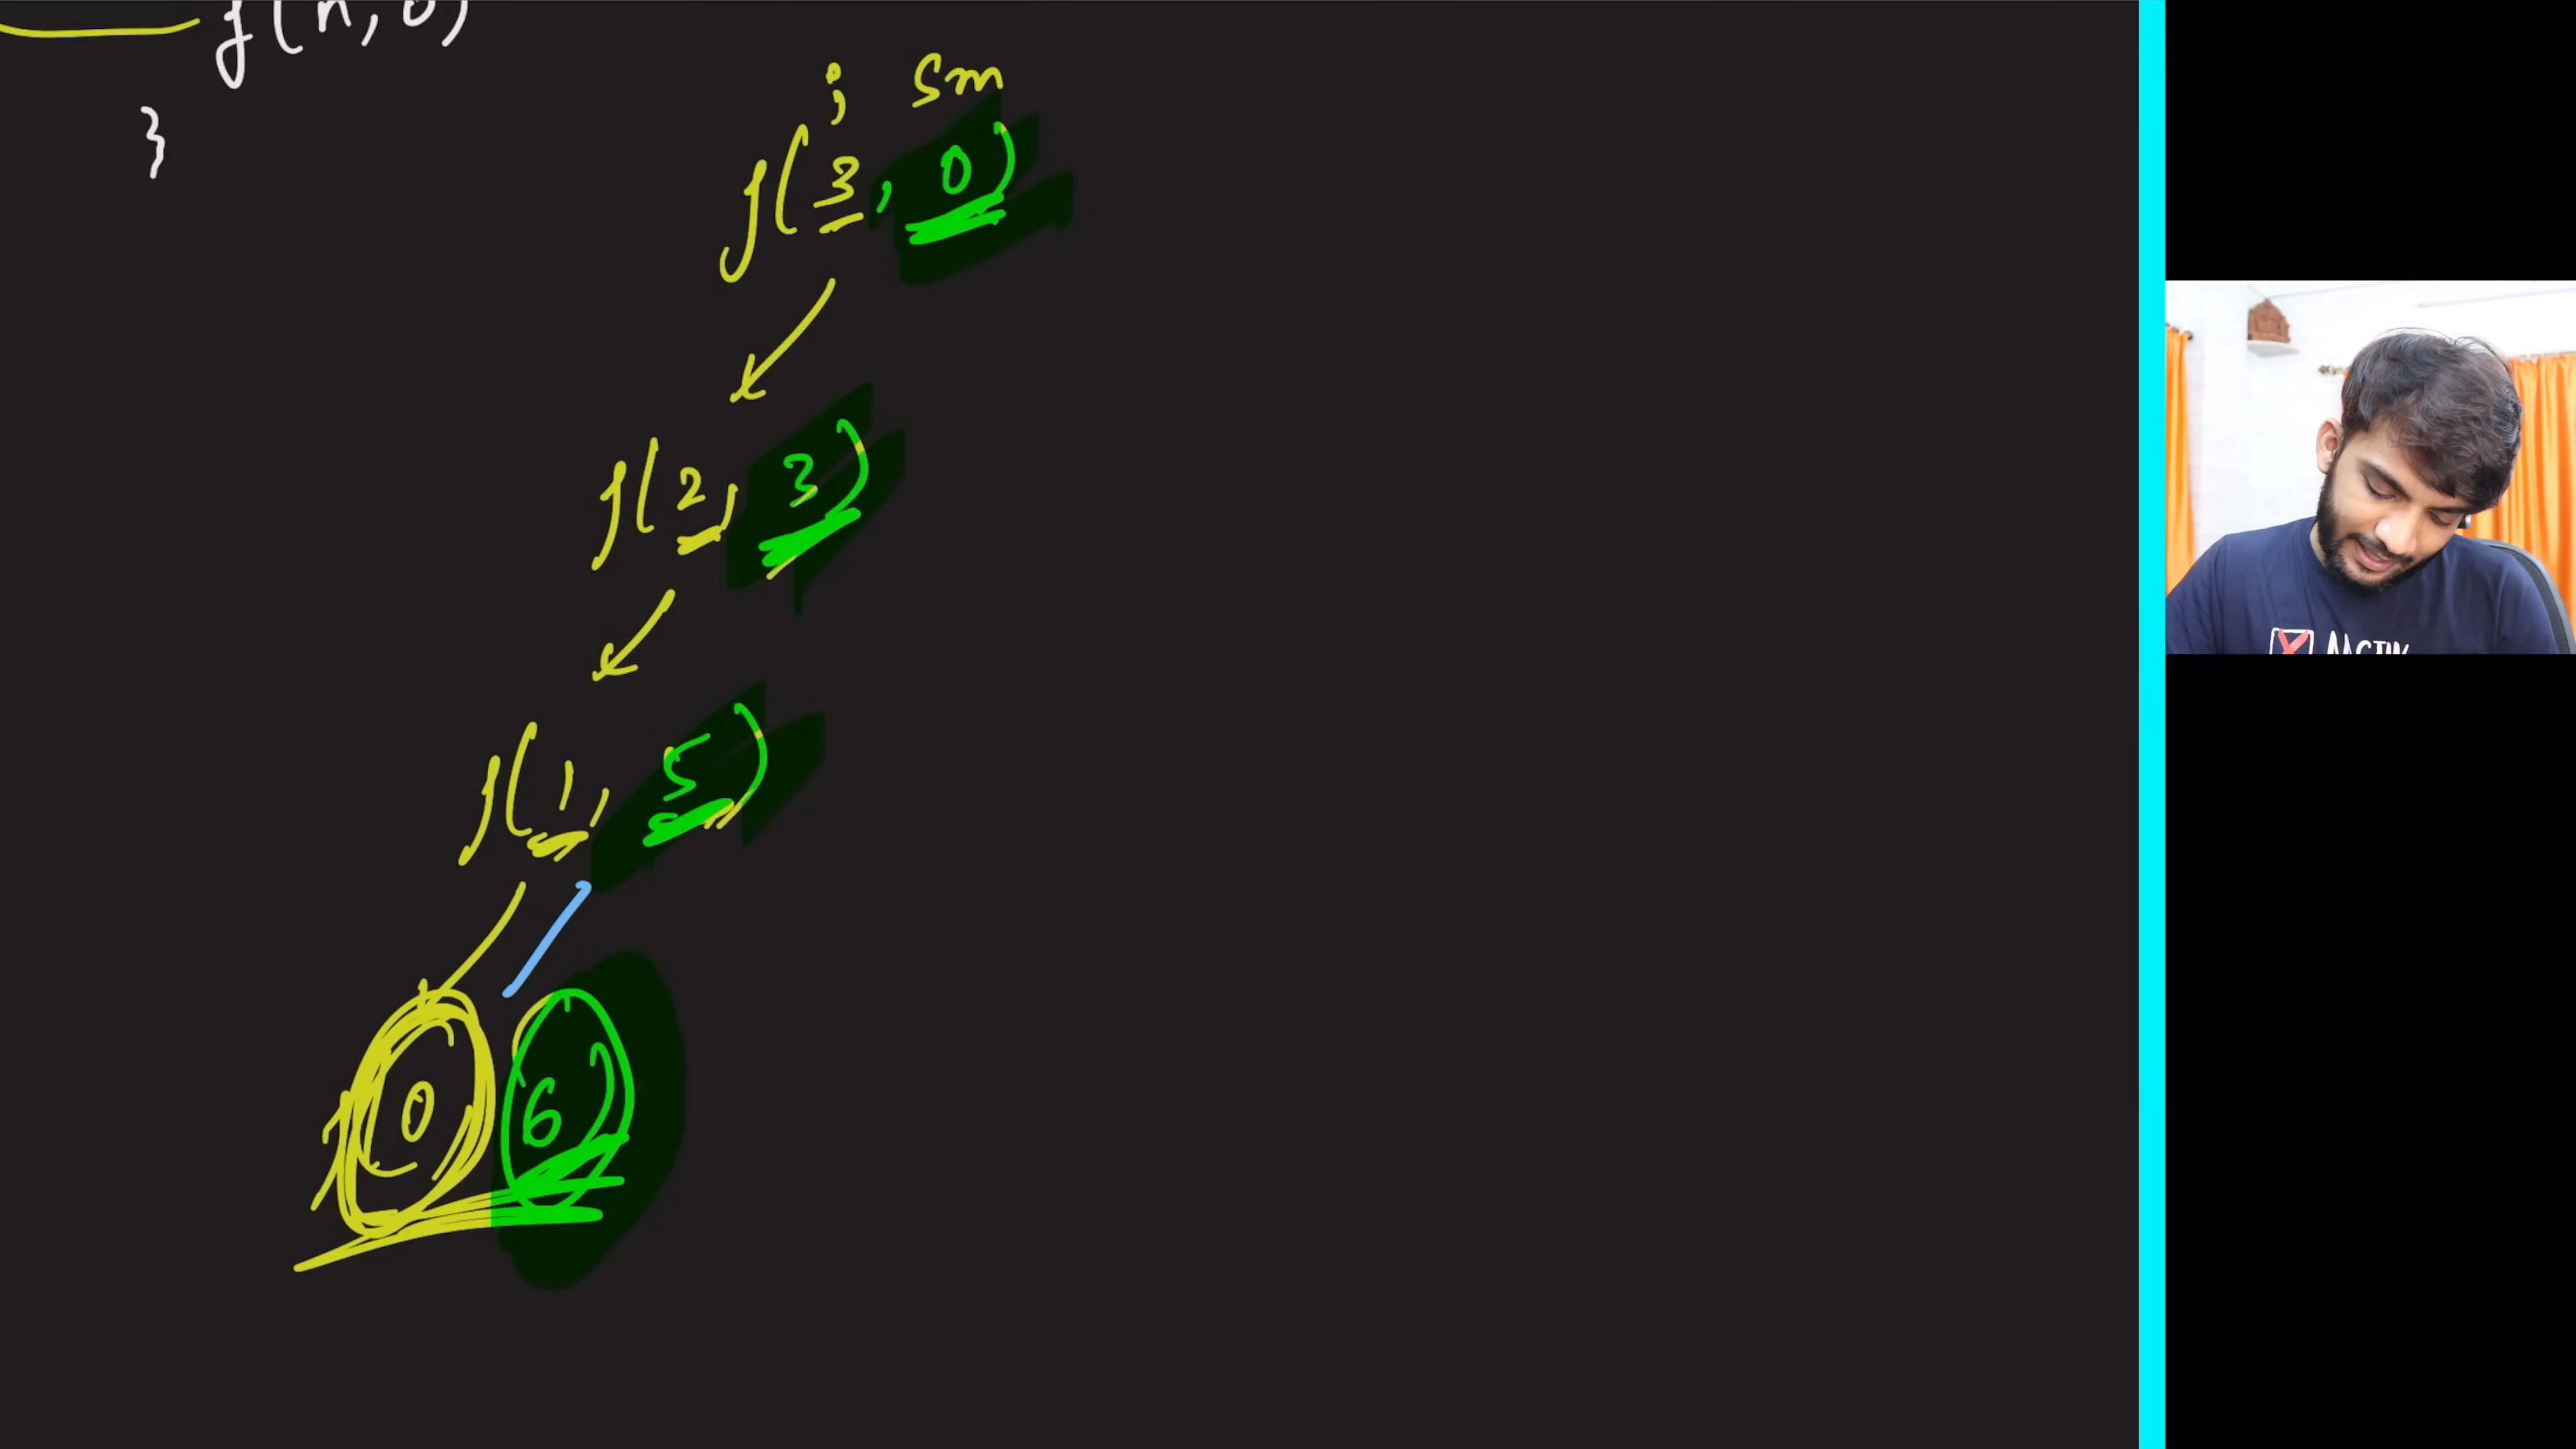 f(n, 0)
}
i sm
f(3, 0)
f(2, 3)
f(1, 5)
f(0 6)